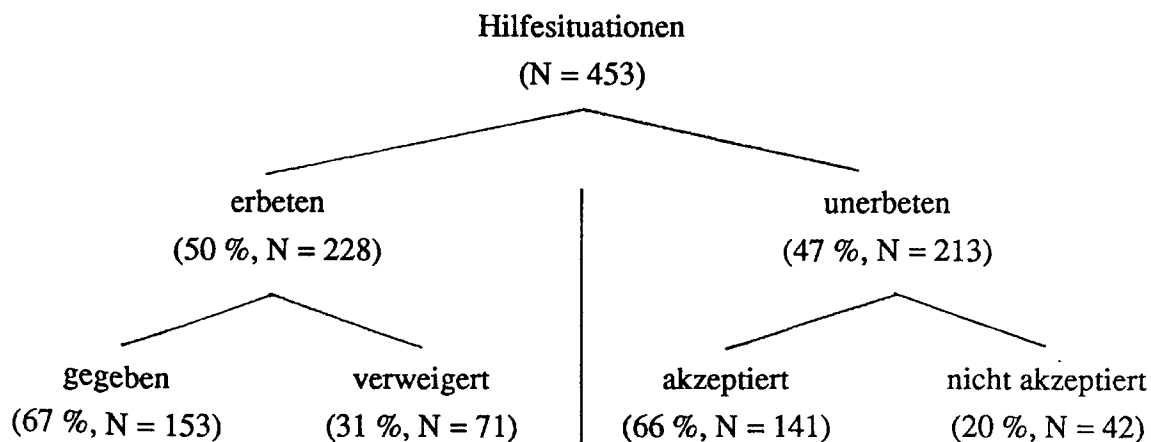 Hilfesituationen
(N = 453)
erbeten
unerbeten
(50 %, N = 228)
(47 %, N = 213)
gegeben
verweigert
akzeptiert
nicht akzeptiert
(67 %, N = 153)
(31 %, N = 71)
(66 %, N = 141)
(20 %, N = 42)